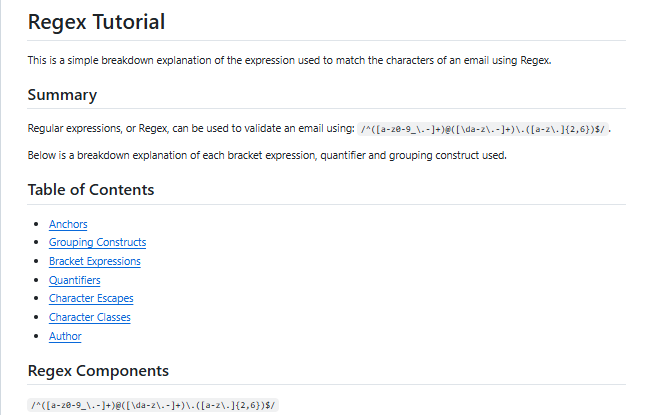 Regex Tutorial
This is a simple breakdown explanation of the expression used to match the characters of an email using Regex.
Summary
Regular expressions, or Regex, can be used to validate an email using: /^([a-z0-9_\.-]+)@([\da-z\.-]+)\.([a-z\.]{2,6})$/.
Below is a breakdown explanation of each bracket expression, quantifier and grouping construct used.
Table of Contents
Anchors
Grouping Constructs
Bracket Expressions
Quantifiers
Character Escapes
Character Classes
Author
Regex Components
/^([a-z0-9_\.-]+)@([\da-z\.-]+)\.([a-z\.]{2,6})$/